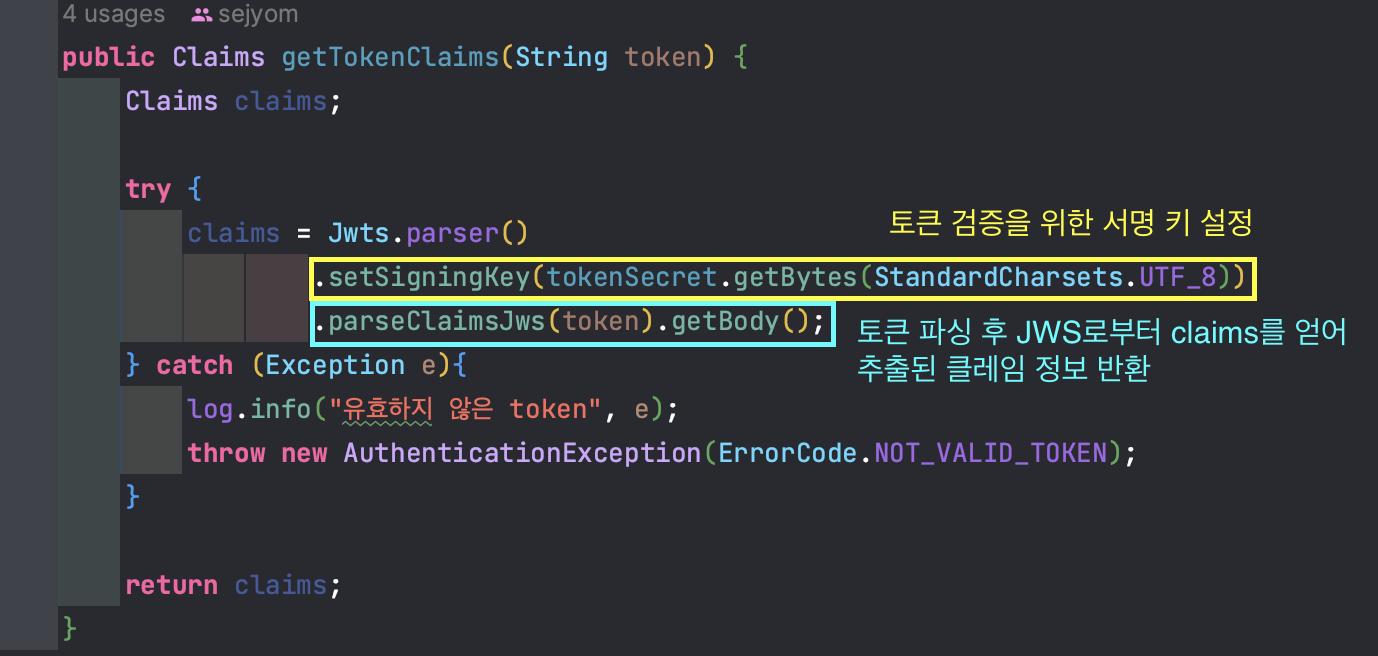 4 usages sejyom
public Claims getTokenClaims(String token) {
Claims claims;
try {
claims = Jwts.parser()
토큰 검증을 위한 서명 키 설정
.setSigningKey(tokenSecret.getBytes(StandardCharsets.UTF_8))
.parseClaimsJws(token).getBody();
토큰 파싱 후 JWS로부터 claims를 얻어
추출된 클레임 정보 반환
} catch (Exception e){
log.info("유효하지 않은 token", e);
throw new AuthenticationException(ErrorCode.NOT_VALID_TOKEN);
}
return claims;
}